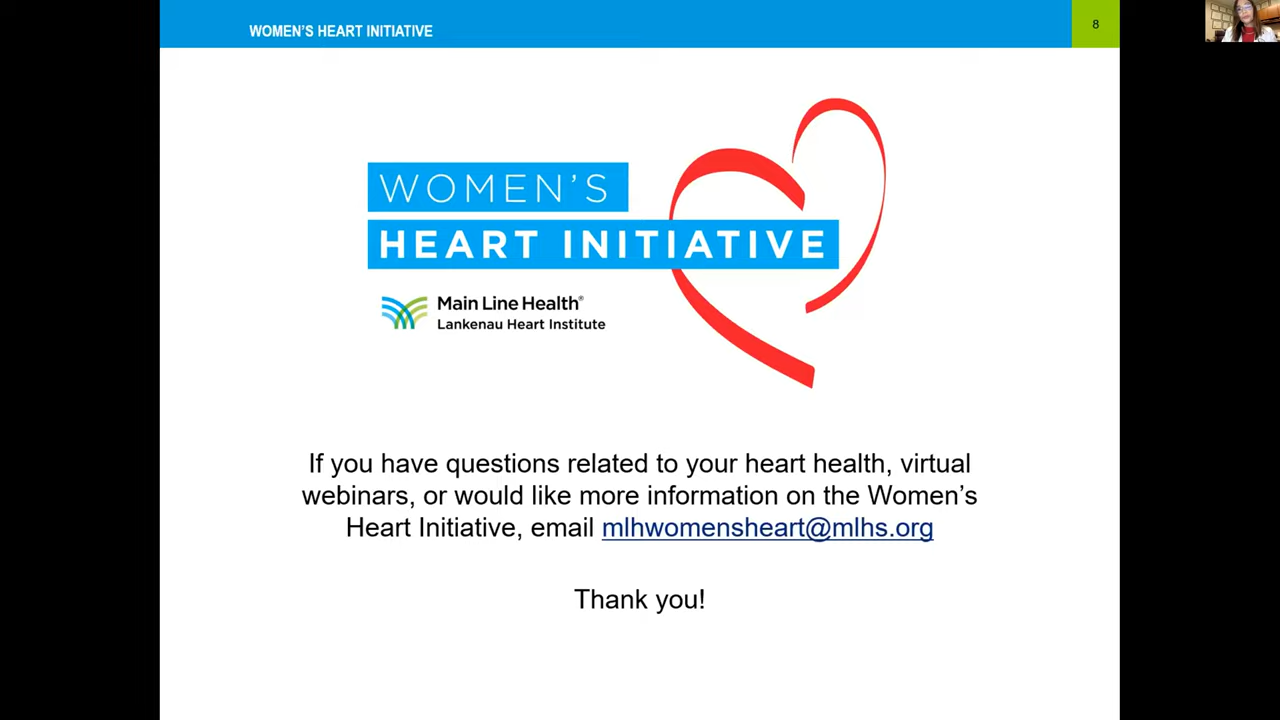 WOMEN'S HEART INITIATIVE
8
WOMEN'S
HEART INITIATIVE
Main Line Health®
Lankenau Heart Institute
If you have questions related to your heart health, virtual
webinars, or would like more information on the Women's
Heart Initiative, email mlhwomensheart@mlhs.org
Thank you!